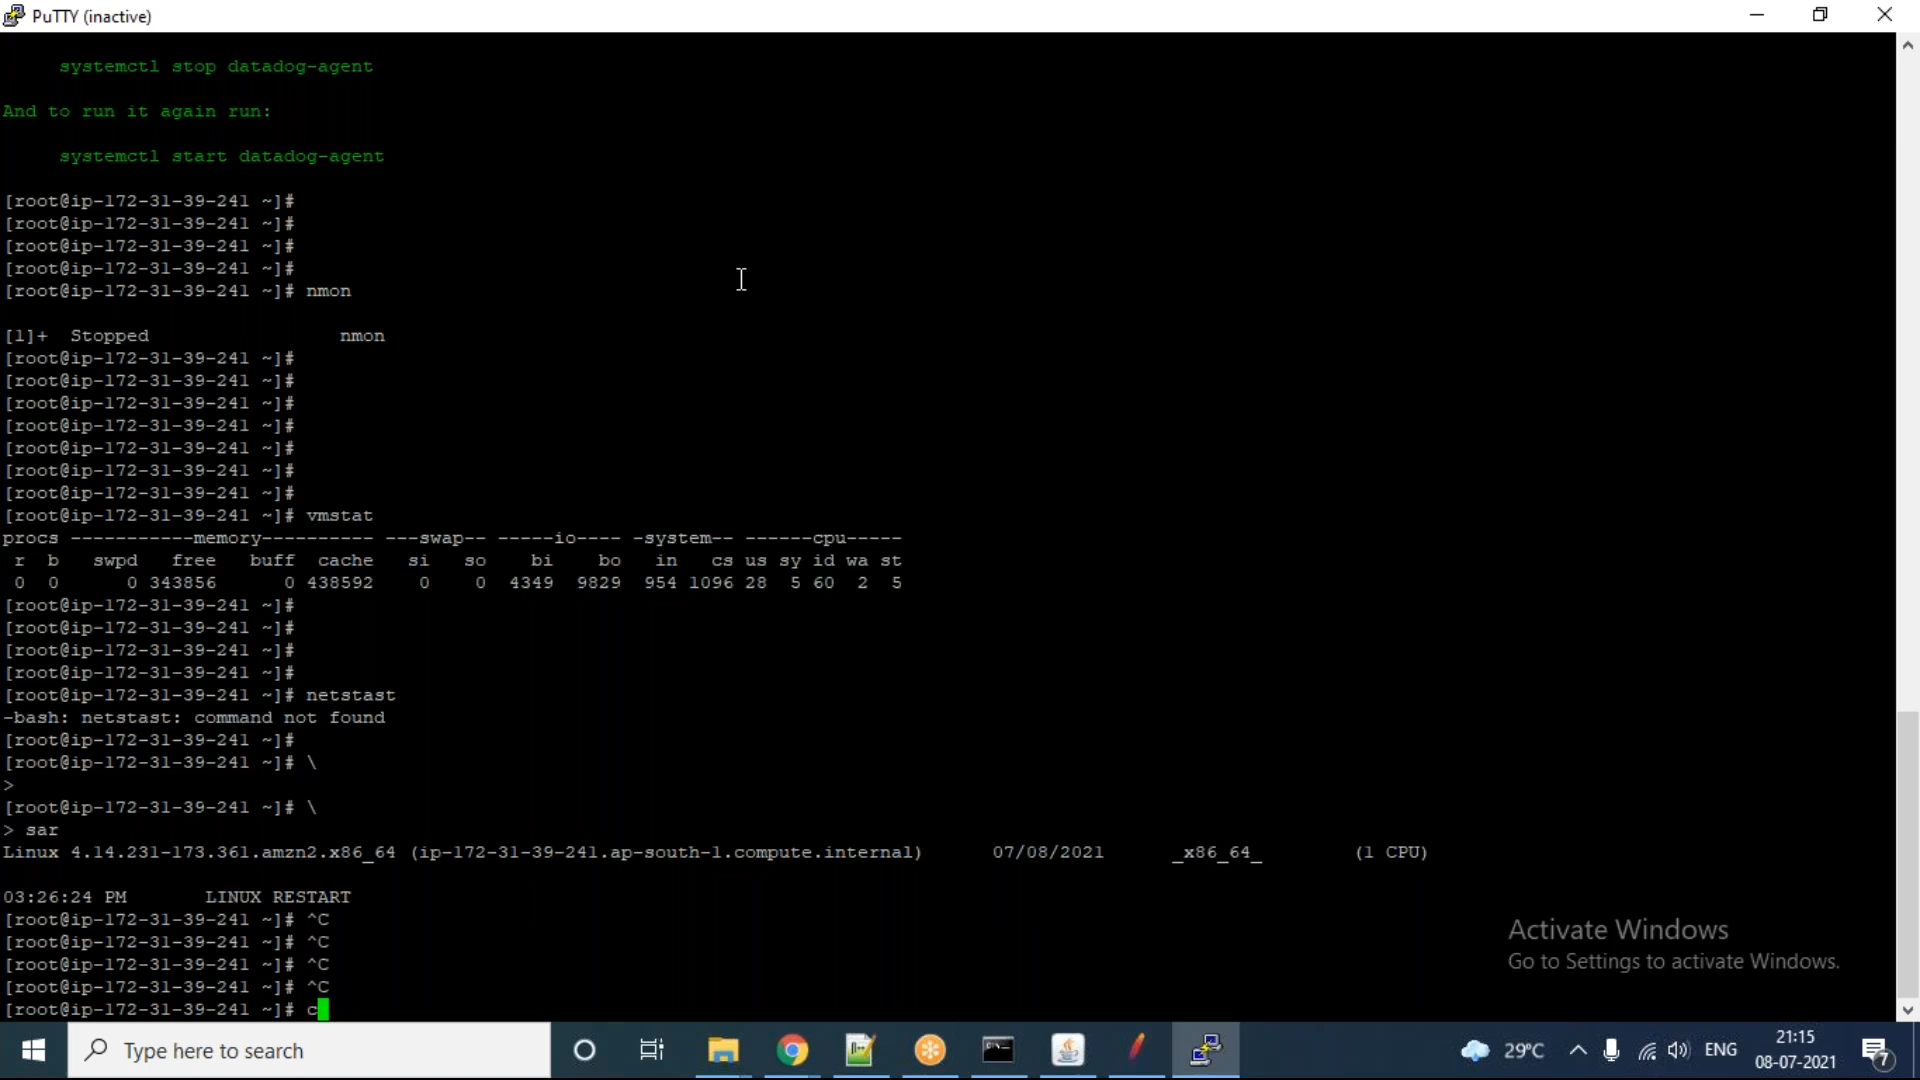 PuTTY (inactive)
systemctl stop datadog-agent
And to run it again run:
systemctl start datadog-agent
[root@ip-172-31-39-241 ~]#
[root@ip-172-31-39-241 ~]#
[root@ip-172-31-39-241 ~]#
[root@ip-172-31-39-241 ~]#
[root@ip-172-31-39-241 ~]# nmon
[1]+  Stopped                 nmon
[root@ip-172-31-39-241 ~]#
[root@ip-172-31-39-241 ~]#
[root@ip-172-31-39-241 ~]#
[root@ip-172-31-39-241 ~]#
[root@ip-172-31-39-241 ~]#
[root@ip-172-31-39-241 ~]#
[root@ip-172-31-39-241 ~]#
[root@ip-172-31-39-241 ~]# vmstat
procs -----------memory---------- ---swap-- -----io---- -system-- ------cpu-----
 r  b   swpd   free   buff  cache   si   so    bi    bo   in   cs us sy id wa st
 0  0      0 343856      0 438592    0    0  4349  9829  954 1096 28  5 60  2  5
[root@ip-172-31-39-241 ~]#
[root@ip-172-31-39-241 ~]#
[root@ip-172-31-39-241 ~]#
[root@ip-172-31-39-241 ~]#
[root@ip-172-31-39-241 ~]# netstast
-bash: netstast: command not found
[root@ip-172-31-39-241 ~]#
[root@ip-172-31-39-241 ~]# \
>
[root@ip-172-31-39-241 ~]# \
> sar
Linux 4.14.231-173.361.amzn2.x86_64 (ip-172-31-39-241.ap-south-1.compute.internal)      07/08/2021      _x86_64_        (1 CPU)
03:26:24 PM       LINUX RESTART
[root@ip-172-31-39-241 ~]# ^C
[root@ip-172-31-39-241 ~]# ^C
[root@ip-172-31-39-241 ~]# ^C
[root@ip-172-31-39-241 ~]# ^C
[root@ip-172-31-39-241 ~]# c
Activate Windows
Go to Settings to activate Windows.
Type here to search
29°C
ENG
21:15
08-07-2021
7